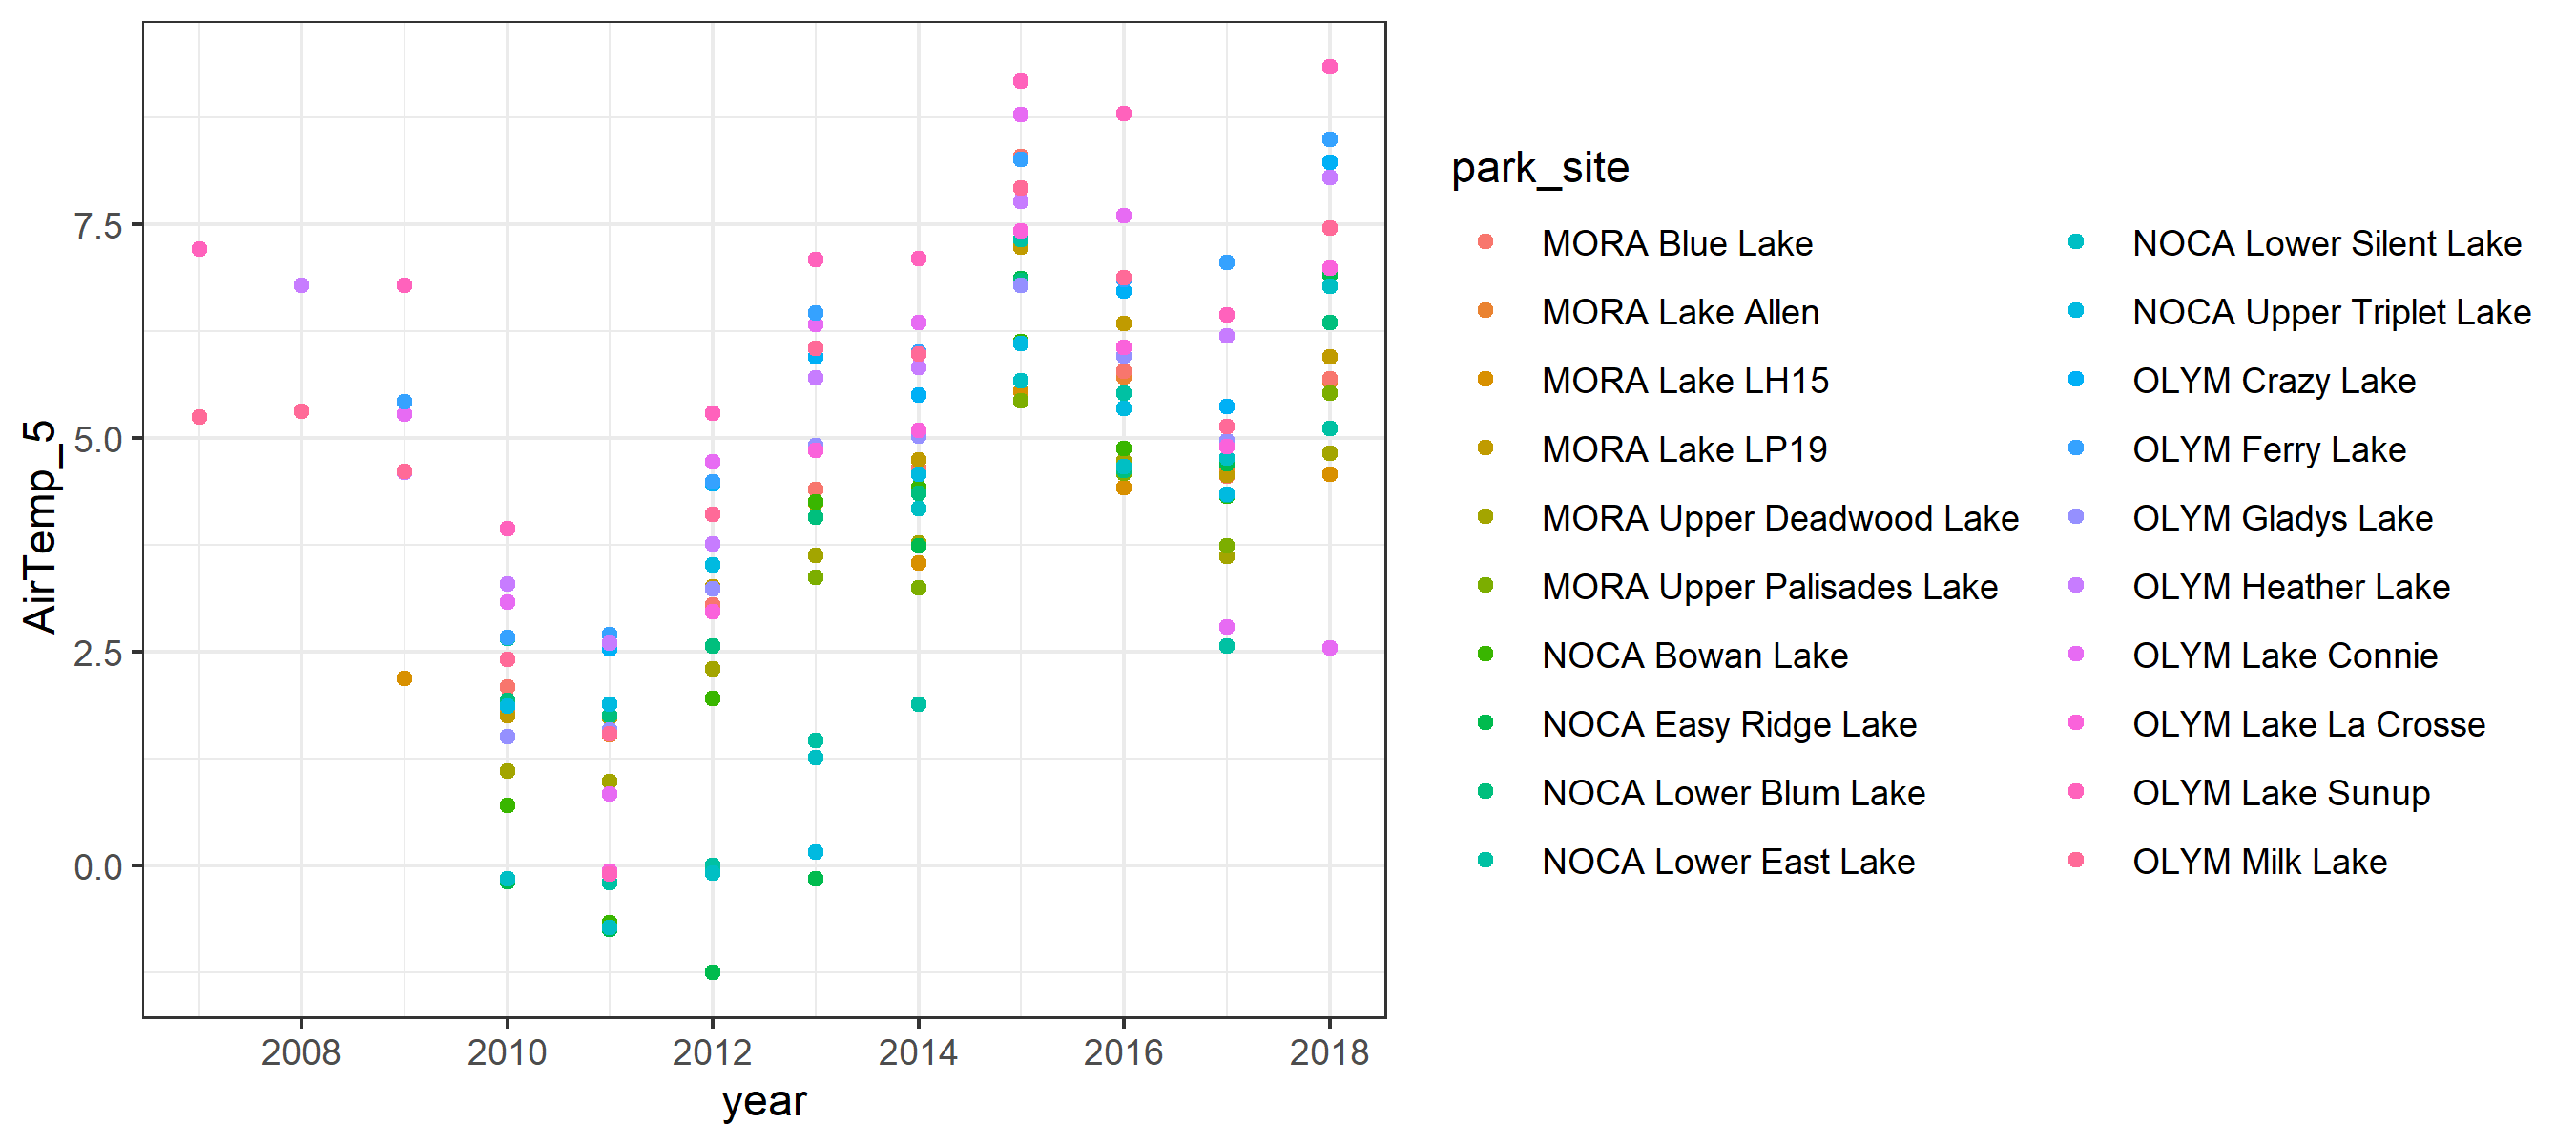 AirTemp_5
7.5
5.0
2.5
0.0
2008
2010
2012
2014
2016
2018
year
park_site
MORA Blue Lake
MORA Lake Allen
MORA Lake LH15
MORA Lake LP19
MORA Upper Deadwood Lake
MORA Upper Palisades Lake
NOCA Bowan Lake
NOCA Easy Ridge Lake
NOCA Lower Blum Lake
NOCA Lower East Lake
NOCA Lower Silent Lake
NOCA Upper Triplet Lake
OLYM Crazy Lake
OLYM Ferry Lake
OLYM Gladys Lake
OLYM Heather Lake
OLYM Lake Connie
OLYM Lake La Crosse
OLYM Lake Sunup
OLYM Milk Lake